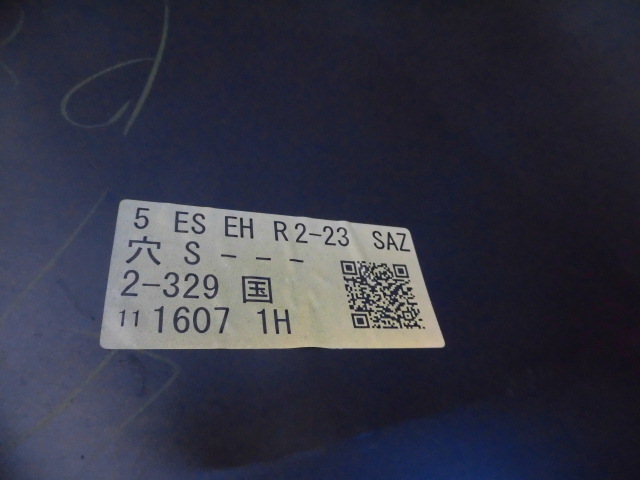 5 ES EH R2-23 SAZ
穴 S - - -
2-329 国
11 1607 1H